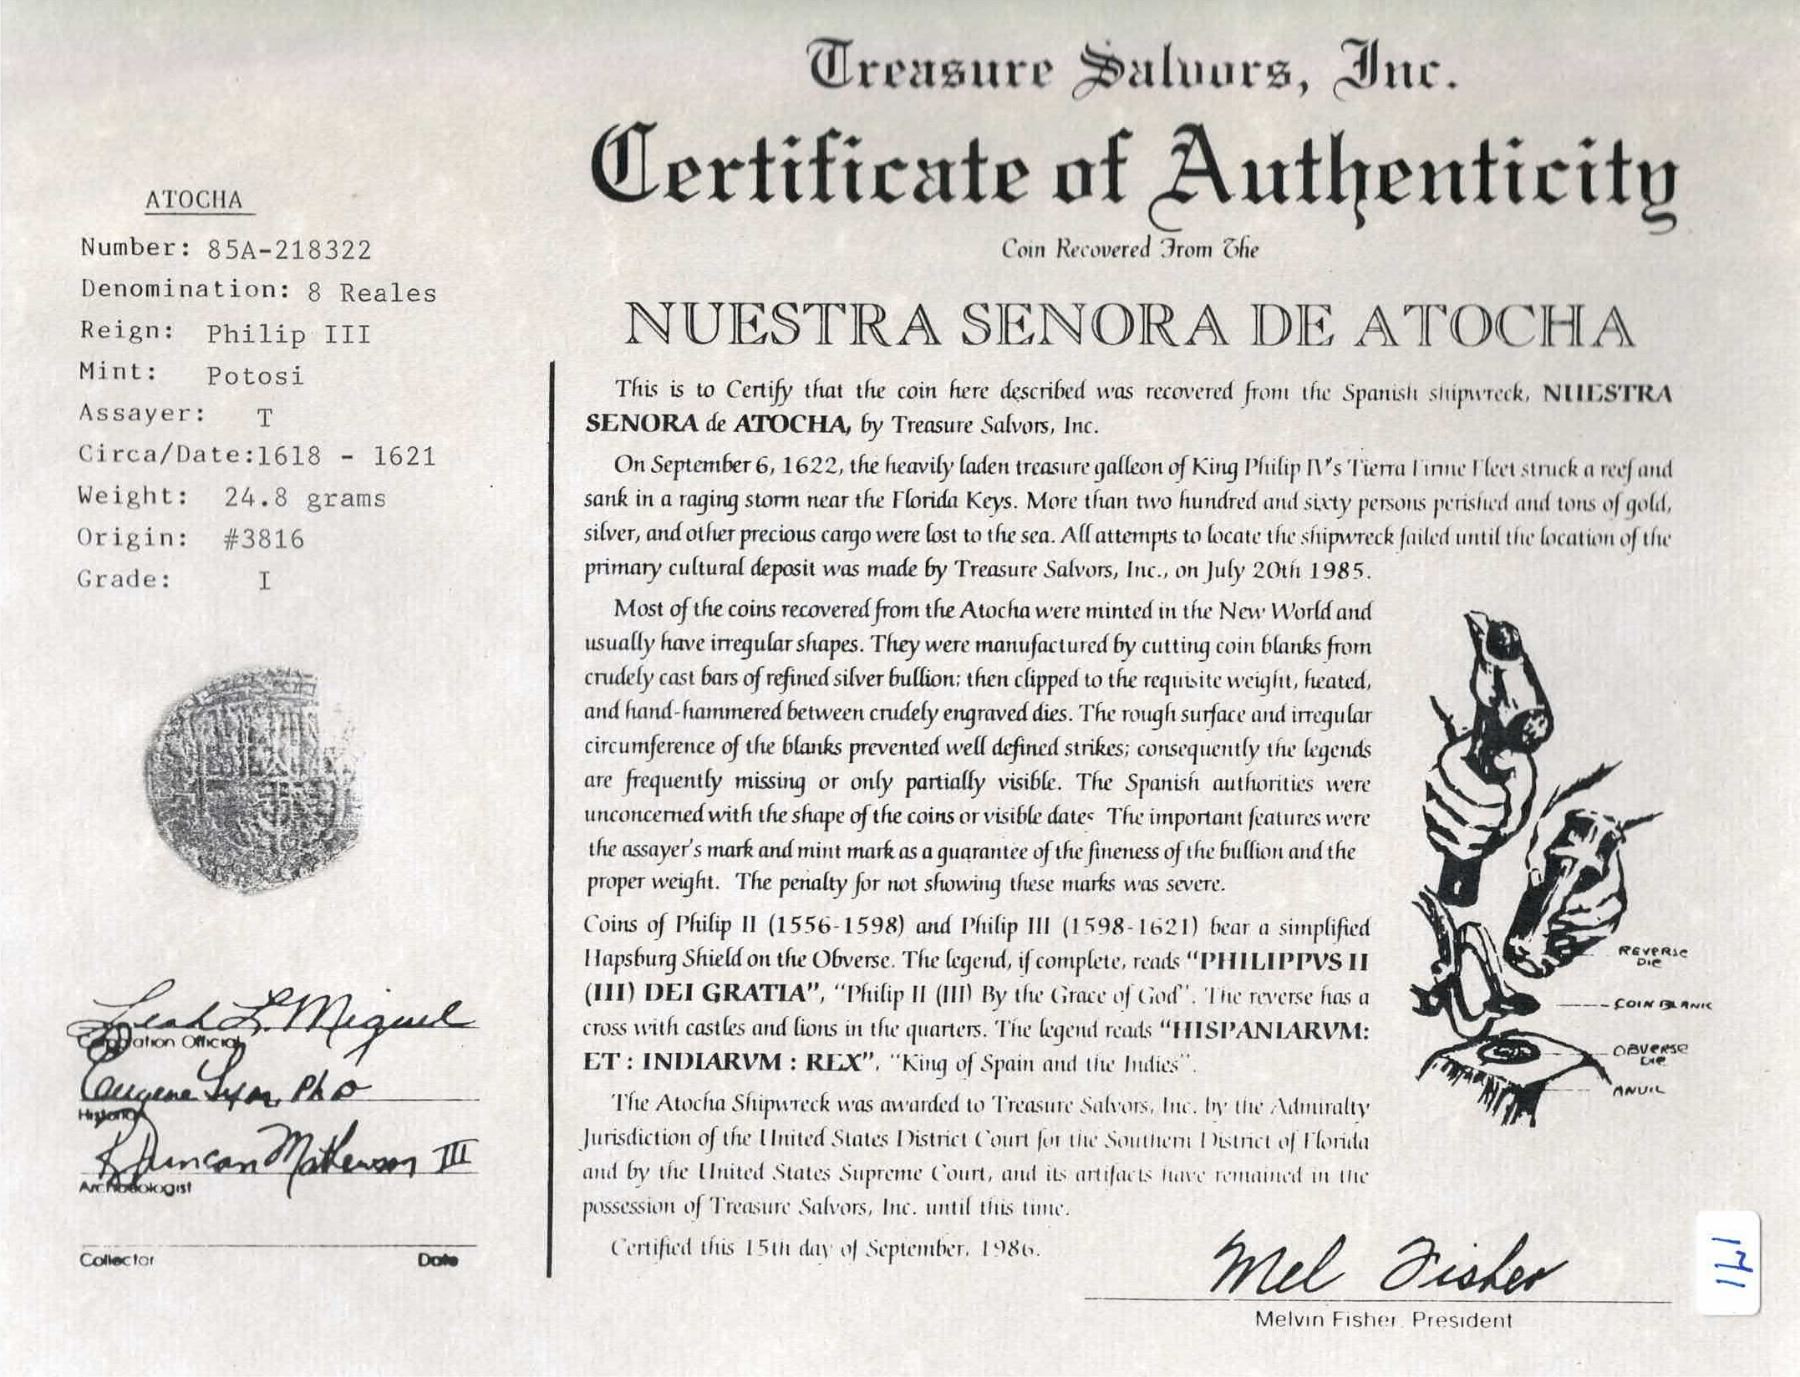 Treasure Salvors, Inc.
Certificate of Authenticity
Coin Recovered From The
NUESTRA SENORA DE ATOCHA
ATOCHA
Number: 85A-218322
Denomination: 8 Reales
Reign: Philip III
Mint: Potosi
Assayer: T
Circa/Date:1618 - 1621
Weight: 24.8 grams
Origin: #3816
Grade: I
This is to Certify that the coin here described was recovered from the Spanish shipwreck, NUESTRA
SENORA de ATOCHA, by Treasure Salvors, Inc.
On September 6, 1622, the heavily laden treasure galleon of King Philip IV's Tierra Firme Fleet struck a reef and
sank in a raging storm near the Florida Keys. More than two hundred and sixty persons perished and tons of gold,
silver, and other precious cargo were lost to the sea. All attempts to locate the shipwreck failed until the location of the
primary cultural deposit was made by Treasure Salvors, Inc., on July 20th 1985.
Most of the coins recovered from the Atocha were minted in the New World and
usually have irregular shapes. They were manufactured by cutting coin blanks from
crudely cast bars of refined silver bullion; then clipped to the requisite weight, heated,
and hand-hammered between crudely engraved dies. The rough surface and irregular
circumference of the blanks prevented well defined strikes; consequently the legends
are frequently missing or only partially visible. The Spanish authorities were
unconcerned with the shape of the coins or visible dates The important features were
the assayer's mark and mint mark as a guarantee of the fineness of the bullion and the
proper weight. The penalty for not showing these marks was severe.
Coins of Philip II (1556-1598) and Philip III (1598-1621) bear a simplified
Hapsburg Shield on the Obverse. The legend, if complete, reads "PHILIPPVS II
(III) DEI GRATIA", "Philip II (III) By the Grace of God". The reverse has a
cross with castles and lions in the quarters. The legend reads "HISPANIARVM:
ET : INDIARVM : REX", "King of Spain and the Indies".
The Atocha Shipwreck was awarded to Treasure Salvors, Inc. by the Admiralty
Jurisdiction of the United States District Court for the Southern District of Florida
and by the United States Supreme Court, and its artifacts have remained in the
possession of Treasure Salvors, Inc. until this time.
Certified this 15th day of September, 1986.
REVERSE
DIE
COIN BLANK
OBVERSE
DIE
ANVIL
Leah L. Miguel
Corporation Official
Eugene Lyon, PhD
Historian
R. Duncan Mathewson III
Archaeologist
Collector Date
Mel Fisher
Melvin Fisher, President